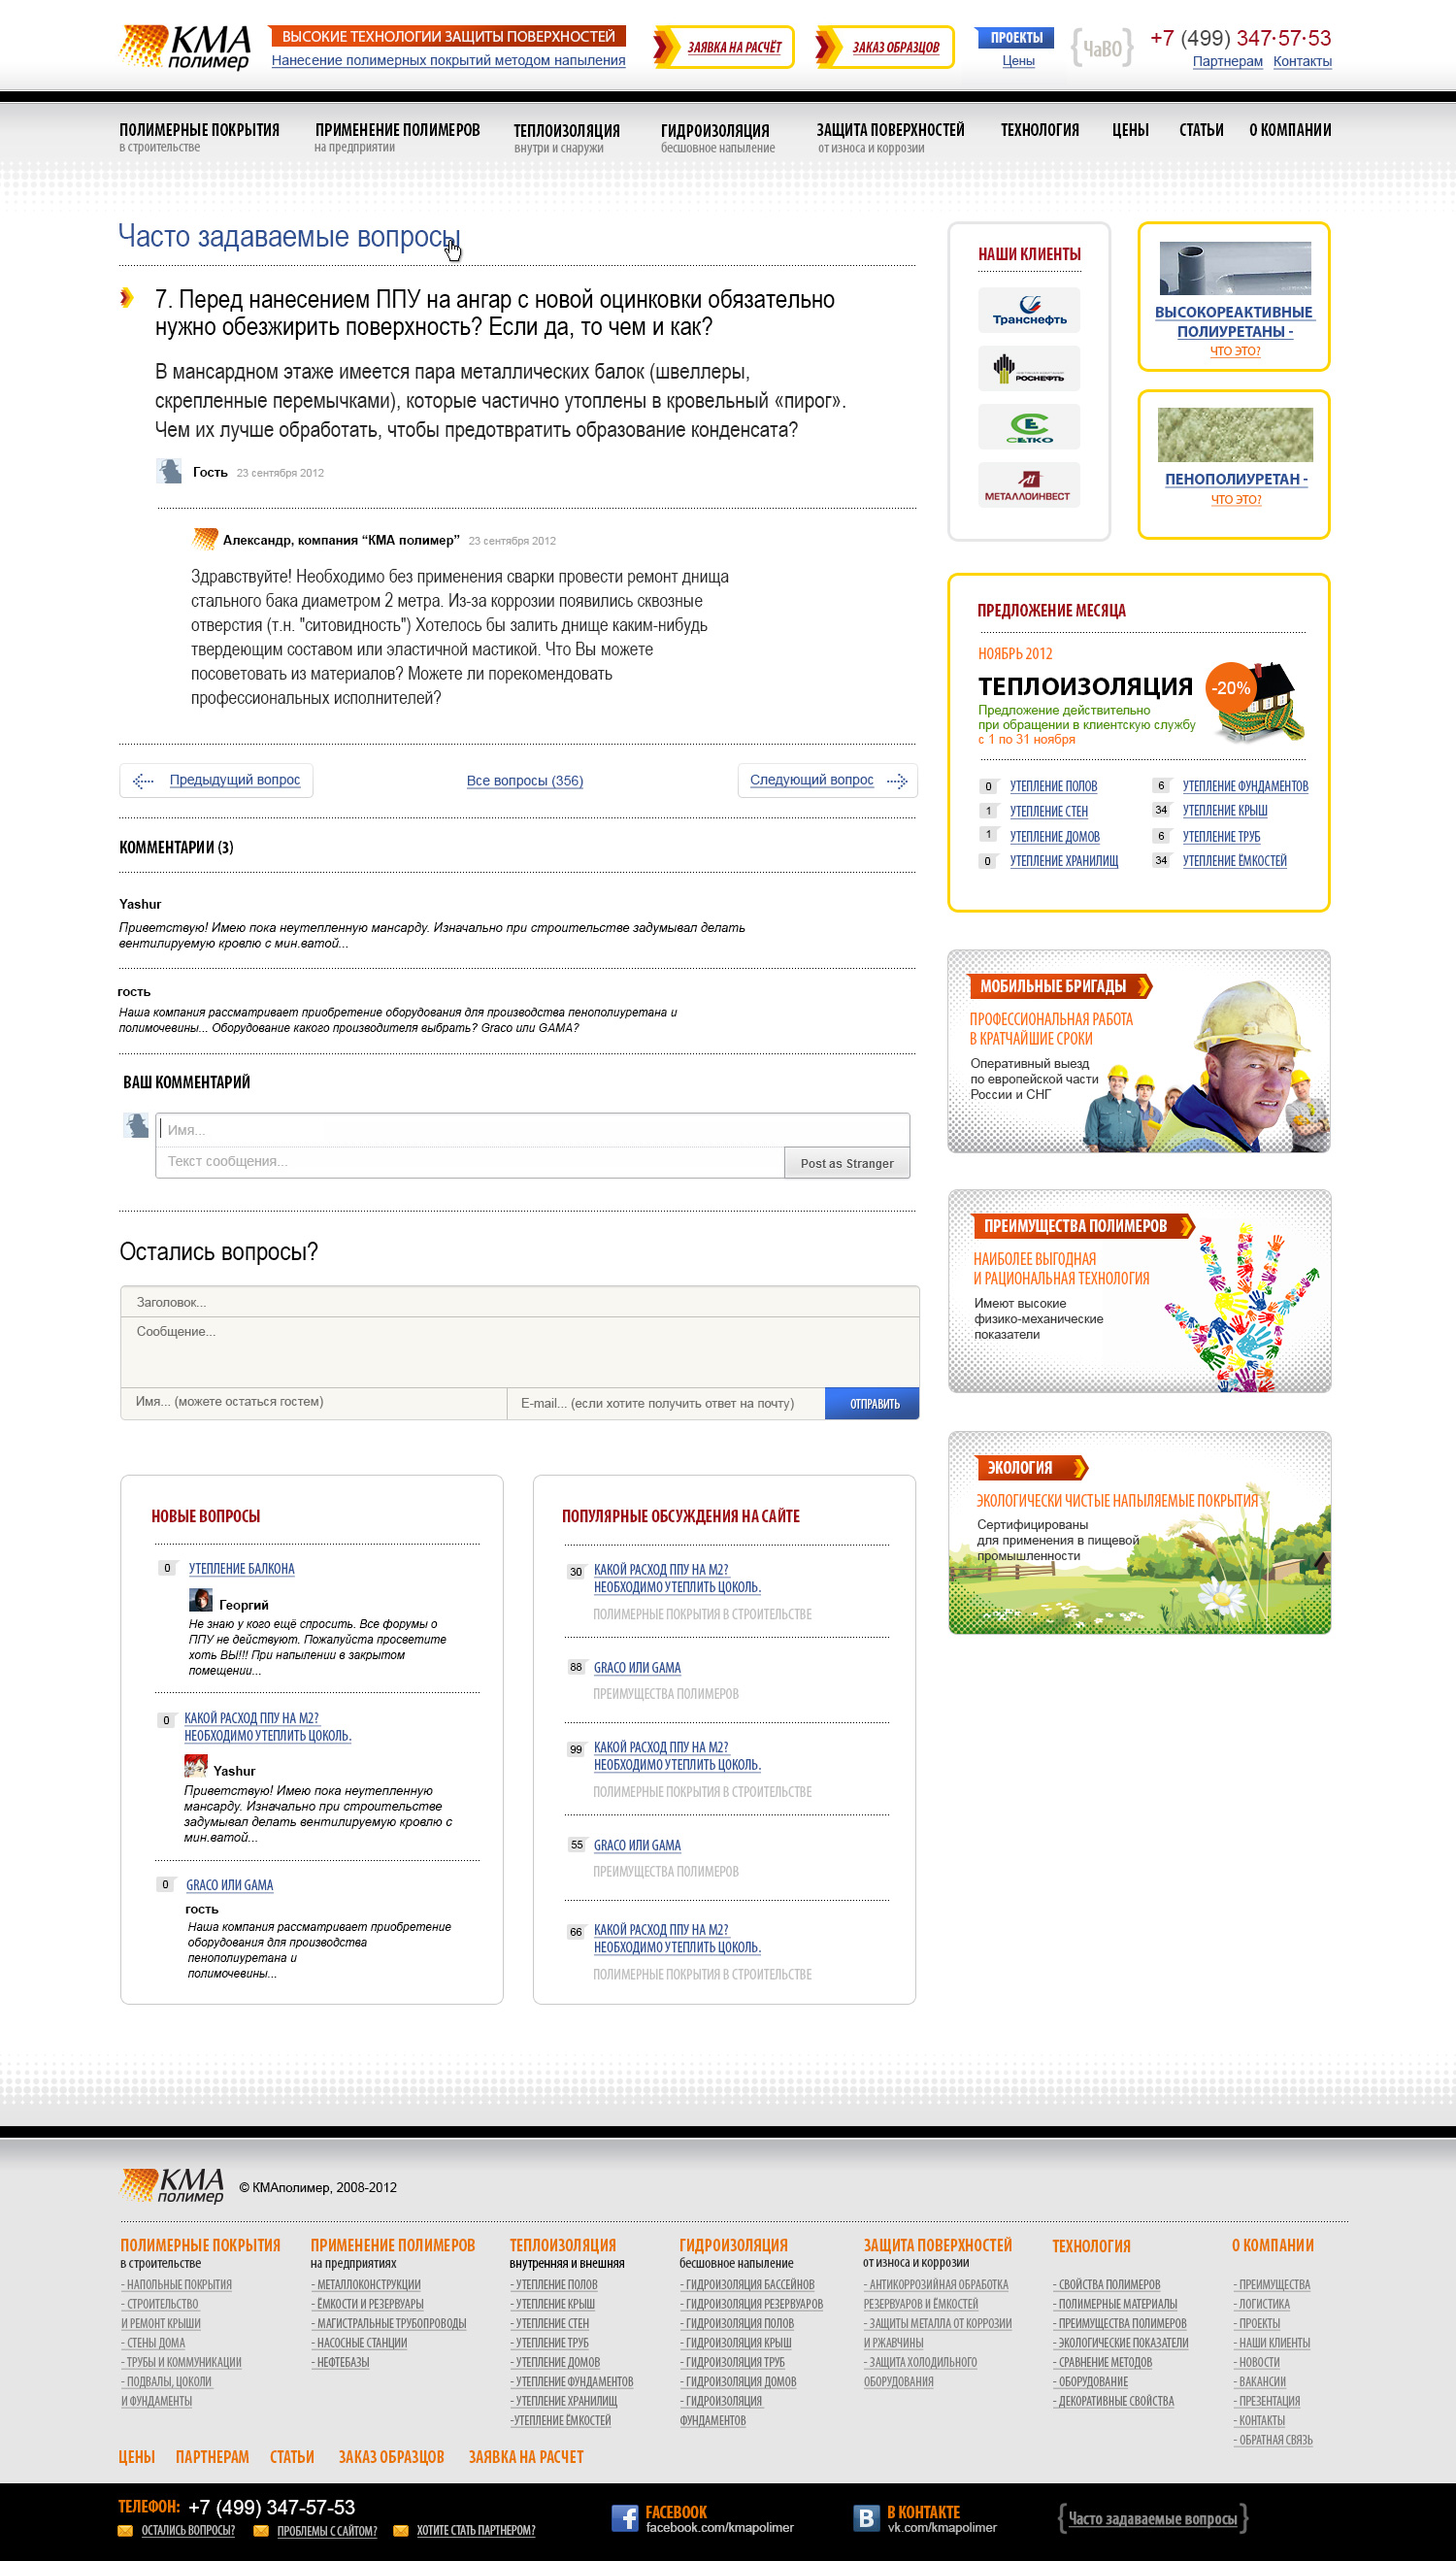 КМА
полимер
ВЫСОКИЕ ТЕХНОЛОГИИ ЗАЩИТЫ ПОВЕРХНОСТЕЙ
Нанесение полимерных покрытий методом напыления
ЗАЯВКА НА РАСЧЁТ
ЗАКАЗ ОБРАЗЦОВ
ПРОЕКТЫ
Цены
{ЧаВО}
+7 (499) 347·57·53
Партнерам Контакты
ПОЛИМЕРНЫЕ ПОКРЫТИЯ
в строительстве
ПРИМЕНЕНИЕ ПОЛИМЕРОВ
на предприятии
ТЕПЛОИЗОЛЯЦИЯ
внутри и снаружи
ГИДРОИЗОЛЯЦИЯ
бесшовное напыление
ЗАЩИТА ПОВЕРХНОСТЕЙ
от износа и коррозии
ТЕХНОЛОГИЯ
ЦЕНЫ
СТАТЬИ
О КОМПАНИИ
Часто задаваемые вопросы
7. Перед нанесением ППУ на ангар с новой оцинковки обязательно
нужно обезжирить поверхность? Если да, то чем и как?
В мансардном этаже имеется пара металлических балок (швеллеры,
скрепленные перемычками), которые частично утоплены в кровельный «пирог».
Чем их лучше обработать, чтобы предотвратить образование конденсата?
Гость 23 сентября 2012
Александр, компания “КМА полимер” 23 сентября 2012
Здравствуйте! Необходимо без применения сварки провести ремонт днища
стального бака диаметром 2 метра. Из-за коррозии появились сквозные
отверстия (т.н. "ситовидность") Хотелось бы залить днище каким-нибудь
твердеющим составом или эластичной мастикой. Что Вы можете
посоветовать из материалов? Можете ли порекомендовать
профессиональных исполнителей?
Предыдущий вопрос
Все вопросы (356)
Следующий вопрос
КОММЕНТАРИИ (3)
Yashur
Приветствую! Имею пока неутепленную мансарду. Изначально при строительстве задумывал делать
вентилируемую кровлю с мин.ватой...
гость
Наша компания рассматривает приобретение оборудования для производства пенополиуретана и
полимочевины... Оборудование какого производителя выбрать? Graco или GAMA?
ВАШ КОММЕНТАРИЙ
Имя...
Текст сообщения...
Post as Stranger
Остались вопросы?
Заголовок...
Сообщение...
Имя... (можете остаться гостем)
E-mail... (если хотите получить ответ на почту)
ОТПРАВИТЬ
НОВЫЕ ВОПРОСЫ
0 УТЕПЛЕНИЕ БАЛКОНА
Георгий
Не знаю у кого ещё спросить. Все форумы о
ППУ не действуют. Пожалуйста просветите
хоть ВЫ!!! При напылении в закрытом
помещении...
0 КАКОЙ РАСХОД ППУ НА М2?
НЕОБХОДИМО УТЕПЛИТЬ ЦОКОЛЬ.
Yashur
Приветствую! Имею пока неутепленную
мансарду. Изначально при строительстве
задумывал делать вентилируемую кровлю с
мин.ватой...
0 GRACO ИЛИ GAMA
гость
Наша компания рассматривает приобретение
оборудования для производства
пенополиуретана и
полимочевины...
ПОПУЛЯРНЫЕ ОБСУЖДЕНИЯ НА САЙТЕ
30 КАКОЙ РАСХОД ППУ НА М2?
НЕОБХОДИМО УТЕПЛИТЬ ЦОКОЛЬ.
ПОЛИМЕРНЫЕ ПОКРЫТИЯ В СТРОИТЕЛЬСТВЕ
88 GRACO ИЛИ GAMA
ПРЕИМУЩЕСТВА ПОЛИМЕРОВ
99 КАКОЙ РАСХОД ППУ НА М2?
НЕОБХОДИМО УТЕПЛИТЬ ЦОКОЛЬ.
ПОЛИМЕРНЫЕ ПОКРЫТИЯ В СТРОИТЕЛЬСТВЕ
55 GRACO ИЛИ GAMA
ПРЕИМУЩЕСТВА ПОЛИМЕРОВ
66 КАКОЙ РАСХОД ППУ НА М2?
НЕОБХОДИМО УТЕПЛИТЬ ЦОКОЛЬ.
ПОЛИМЕРНЫЕ ПОКРЫТИЯ В СТРОИТЕЛЬСТВЕ
НАШИ КЛИЕНТЫ
Транснефть
РОСНЕФТЬ
СЕТКО
МЕТАЛЛОИНВЕСТ
ВЫСОКОРЕАКТИВНЫЕ
ПОЛИУРЕТАНЫ -
ЧТО ЭТО?
ПЕНОПОЛИУРЕТАН -
ЧТО ЭТО?
ПРЕДЛОЖЕНИЕ МЕСЯЦА
НОЯБРЬ 2012
ТЕПЛОИЗОЛЯЦИЯ
-20%
Предложение действительно
при обращении в клиентскую службу
с 1 по 31 ноября
0 УТЕПЛЕНИЕ ПОЛОВ
1 УТЕПЛЕНИЕ СТЕН
1 УТЕПЛЕНИЕ ДОМОВ
0 УТЕПЛЕНИЕ ХРАНИЛИЩ
6 УТЕПЛЕНИЕ ФУНДАМЕНТОВ
34 УТЕПЛЕНИЕ КРЫШ
6 УТЕПЛЕНИЕ ТРУБ
34 УТЕПЛЕНИЕ ЁМКОСТЕЙ
МОБИЛЬНЫЕ БРИГАДЫ
ПРОФЕССИОНАЛЬНАЯ РАБОТА
В КРАТЧАЙШИЕ СРОКИ
Оперативный выезд
по европейской части
России и СНГ
ПРЕИМУЩЕСТВА ПОЛИМЕРОВ
НАИБОЛЕЕ ВЫГОДНАЯ
И РАЦИОНАЛЬНАЯ ТЕХНОЛОГИЯ
Имеют высокие
физико-механические
показатели
ЭКОЛОГИЯ
ЭКОЛОГИЧЕСКИ ЧИСТЫЕ НАПЫЛЯЕМЫЕ ПОКРЫТИЯ
Сертифицированы
для применения в пищевой
промышленности
КМА
полимер
© КМАполимер, 2008-2012
ПОЛИМЕРНЫЕ ПОКРЫТИЯ
в строительстве
- НАПОЛЬНЫЕ ПОКРЫТИЯ
- СТРОИТЕЛЬСТВО
И РЕМОНТ КРЫШИ
- СТЕНЫ ДОМА
- ТРУБЫ И КОММУНИКАЦИИ
- ПОДВАЛЫ, ЦОКОЛИ
И ФУНДАМЕНТЫ
ПРИМЕНЕНИЕ ПОЛИМЕРОВ
на предприятиях
- МЕТАЛЛОКОНСТРУКЦИИ
- ЁМКОСТИ И РЕЗЕРВУАРЫ
- МАГИСТРАЛЬНЫЕ ТРУБОПРОВОДЫ
- НАСОСНЫЕ СТАНЦИИ
- НЕФТЕБАЗЫ
ТЕПЛОИЗОЛЯЦИЯ
внутренняя и внешняя
- УТЕПЛЕНИЕ ПОЛОВ
- УТЕПЛЕНИЕ КРЫШ
- УТЕПЛЕНИЕ СТЕН
- УТЕПЛЕНИЕ ТРУБ
- УТЕПЛЕНИЕ ДОМОВ
- УТЕПЛЕНИЕ ФУНДАМЕНТОВ
- УТЕПЛЕНИЕ ХРАНИЛИЩ
-УТЕПЛЕНИЕ ЁМКОСТЕЙ
ГИДРОИЗОЛЯЦИЯ
бесшовное напыление
- ГИДРОИЗОЛЯЦИЯ БАССЕЙНОВ
- ГИДРОИЗОЛЯЦИЯ РЕЗЕРВУАРОВ
- ГИДРОИЗОЛЯЦИЯ ПОЛОВ
- ГИДРОИЗОЛЯЦИЯ КРЫШ
- ГИДРОИЗОЛЯЦИЯ ТРУБ
- ГИДРОИЗОЛЯЦИЯ ДОМОВ
- ГИДРОИЗОЛЯЦИЯ
ФУНДАМЕНТОВ
ЗАЩИТА ПОВЕРХНОСТЕЙ
от износа и коррозии
- АНТИКОРРОЗИЙНАЯ ОБРАБОТКА
РЕЗЕРВУАРОВ И ЁМКОСТЕЙ
- ЗАЩИТЫ МЕТАЛЛА ОТ КОРРОЗИИ
И РЖАВЧИНЫ
- ЗАЩИТА ХОЛОДИЛЬНОГО
ОБОРУДОВАНИЯ
ТЕХНОЛОГИЯ
- СВОЙСТВА ПОЛИМЕРОВ
- ПОЛИМЕРНЫЕ МАТЕРИАЛЫ
- ПРЕИМУЩЕСТВА ПОЛИМЕРОВ
- ЭКОЛОГИЧЕСКИЕ ПОКАЗАТЕЛИ
- СРАВНЕНИЕ МЕТОДОВ
- ОБОРУДОВАНИЕ
- ДЕКОРАТИВНЫЕ СВОЙСТВА
О КОМПАНИИ
- ПРЕИМУЩЕСТВА
- ЛОГИСТИКА
- ПРОЕКТЫ
- НАШИ КЛИЕНТЫ
- НОВОСТИ
- ВАКАНСИИ
- ПРЕЗЕНТАЦИЯ
- КОНТАКТЫ
- ОБРАТНАЯ СВЯЗЬ
ЦЕНЫ ПАРТНЕРАМ СТАТЬИ ЗАКАЗ ОБРАЗЦОВ ЗАЯВКА НА РАСЧЕТ
ТЕЛЕФОН: +7 (499) 347-57-53
ОСТАЛИСЬ ВОПРОСЫ? ПРОБЛЕМЫ С САЙТОМ? ХОТИТЕ СТАТЬ ПАРТНЕРОМ?
FACEBOOK
facebook.com/kmapolimer
В КОНТАКТЕ
vk.com/kmapolimer
{Часто задаваемые вопросы}